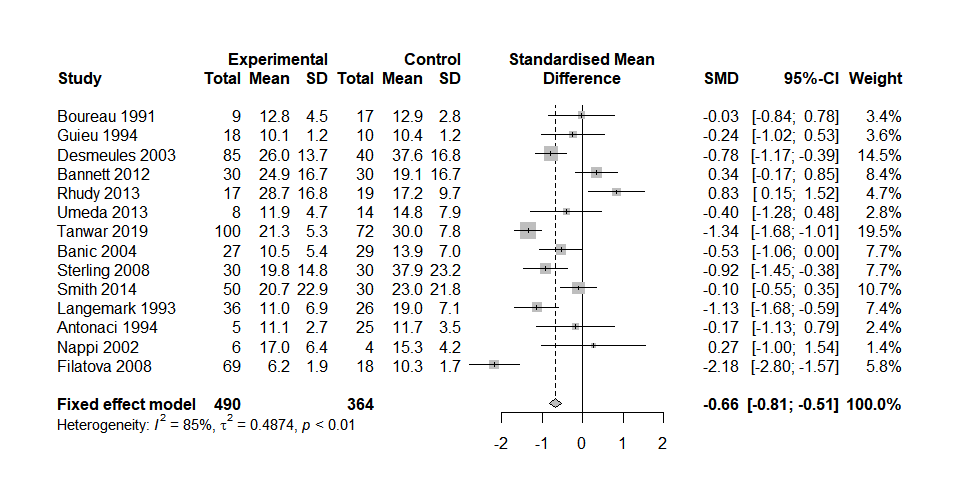 Experimental Control Standardised Mean
Study Total Mean SD Total Mean SD Difference SMD 95%-CI Weight
Boureau 1991 9 12.8 4.5 17 12.9 2.8 -0.03 [-0.84; 0.78] 3.4%
Guieu 1994 18 10.1 1.2 10 10.4 1.2 -0.24 [-1.02; 0.53] 3.6%
Desmeules 2003 85 26.0 13.7 40 37.6 16.8 -0.78 [-1.17; -0.39] 14.5%
Bannett 2012 30 24.9 16.7 30 19.1 16.7 0.34 [-0.17; 0.85] 8.4%
Rhudy 2013 17 28.7 16.8 19 17.2 9.7 0.83 [ 0.15; 1.52] 4.7%
Umeda 2013 8 11.9 4.7 14 14.8 7.9 -0.40 [-1.28; 0.48] 2.8%
Tanwar 2019 100 21.3 5.3 72 30.0 7.8 -1.34 [-1.68; -1.01] 19.5%
Banic 2004 27 10.5 5.4 29 13.9 7.0 -0.53 [-1.06; 0.00] 7.7%
Sterling 2008 30 19.8 14.8 30 37.9 23.2 -0.92 [-1.45; -0.38] 7.7%
Smith 2014 50 20.7 22.9 30 23.0 21.8 -0.10 [-0.55; 0.35] 10.7%
Langemark 1993 36 11.0 6.9 26 19.0 7.1 -1.13 [-1.68; -0.59] 7.4%
Antonaci 1994 5 11.1 2.7 25 11.7 3.5 -0.17 [-1.13; 0.79] 2.4%
Nappi 2002 6 17.0 6.4 4 15.3 4.2 0.27 [-1.00; 1.54] 1.4%
Filatova 2008 69 6.2 1.9 18 10.3 1.7 -2.18 [-2.80; -1.57] 5.8%
Fixed effect model 490 364 -0.66 [-0.81; -0.51] 100.0%
Heterogeneity: I² = 85%, τ² = 0.4874, p < 0.01
-2 -1 0 1 2